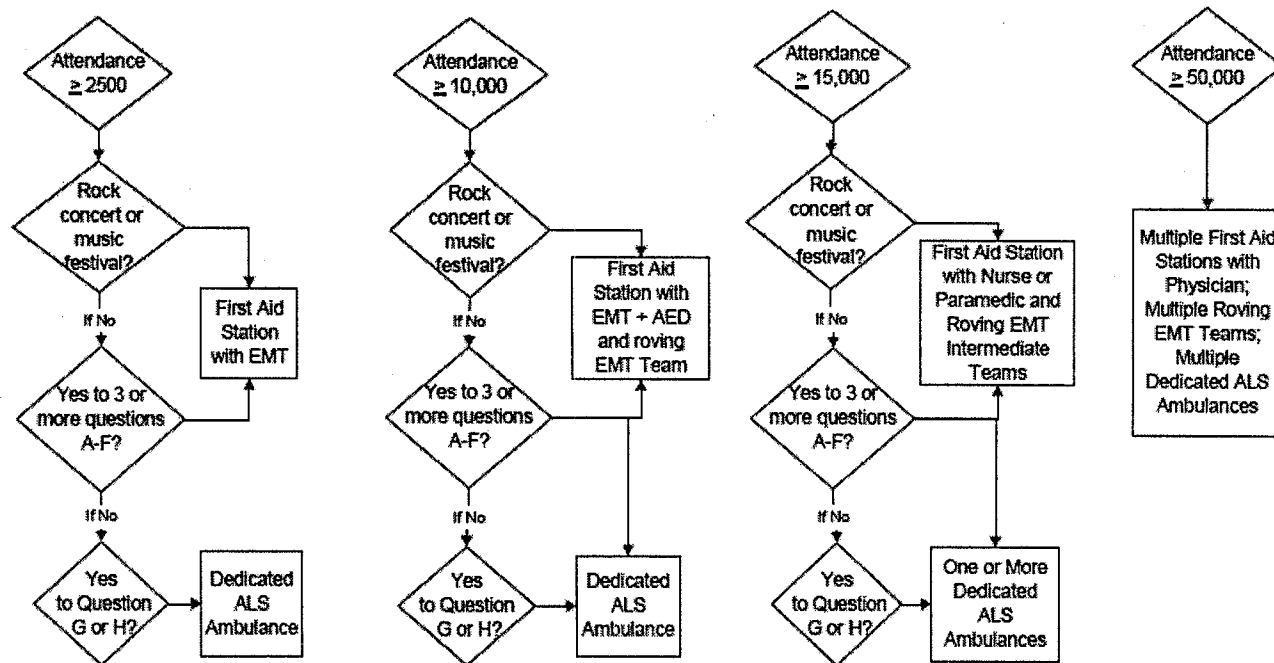 Attendance
≥ 2500
Rock
concert or
music
festival?
First Aid
Station
with EMT
If No
Yes to 3 or
more questions
A-F?
If No
Yes
to Question
G or H?
Dedicated
ALS
Ambulance
Attendance
≥ 10,000
Rock
concert or
music
festival?
First Aid
Station with
EMT + AED
and roving
EMT Team
If No
Yes to 3 or
more questions
A-F?
If No
Yes
to Question
G or H?
Dedicated
ALS
Ambulance
Attendance
≥ 15,000
Rock
concert or
music
festival?
First Aid Station
with Nurse or
Paramedic and
Roving EMT
Intermediate
Teams
If No
Yes to 3 or
more questions
A-F?
If No
Yes
to Question
G or H?
One or More
Dedicated
ALS
Ambulances
Attendance
≥ 50,000
Multiple First Aid
Stations with
Physician;
Multiple Roving
EMT Teams;
Multiple
Dedicated ALS
Ambulances